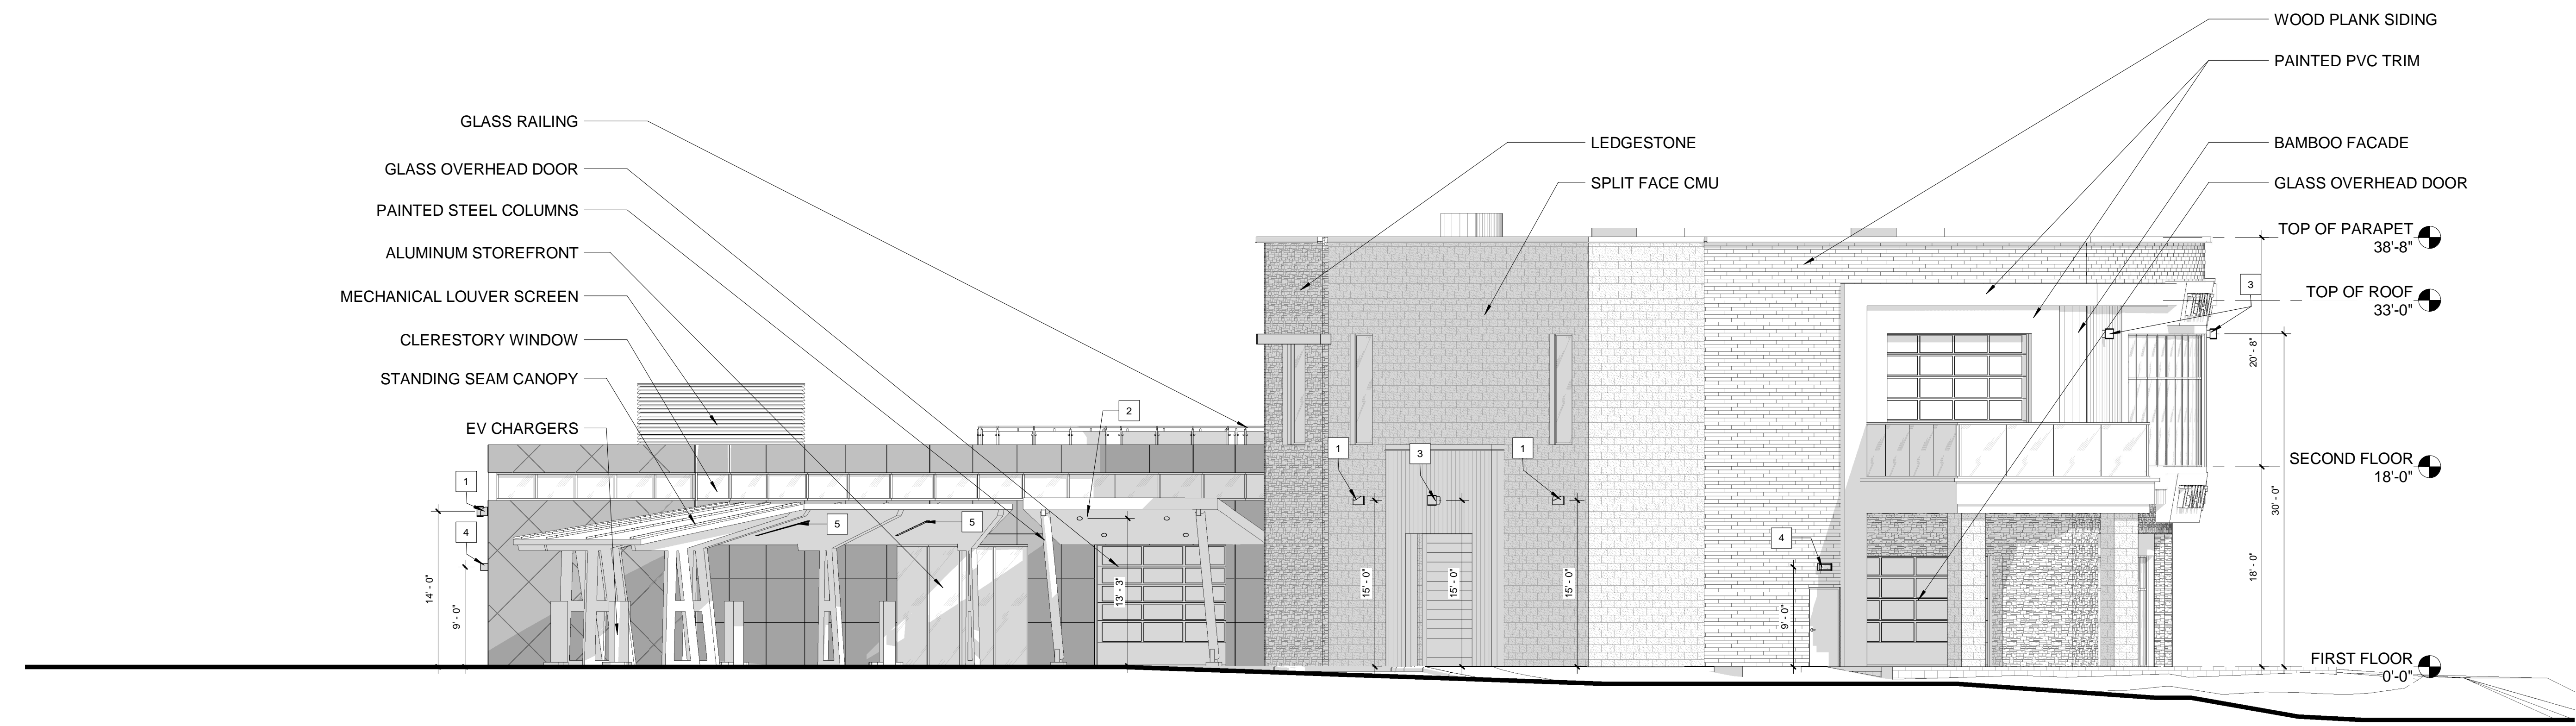 WOOD PLANK SIDING
PAINTED PVC TRIM
GLASS RAILING
LEDGESTONE
BAMBOO FACADE
GLASS OVERHEAD DOOR
SPLIT FACE CMU
GLASS OVERHEAD DOOR
PAINTED STEEL COLUMNS
ALUMINUM STOREFRONT
MECHANICAL LOUVER SCREEN
CLERESTORY WINDOW
STANDING SEAM CANOPY
EV CHARGERS
TOP OF PARAPET
38'-8"
TOP OF ROOF
33'-0"
SECOND FLOOR
18'-0"
FIRST FLOOR
0'-0"
3
2
1
3
1
1
4
5
5
4
14' - 0"
9' - 0"
13' - 3"
15' - 0"
15' - 0"
15' - 0"
9' - 0"
20' - 8"
18' - 0"
30' - 0"